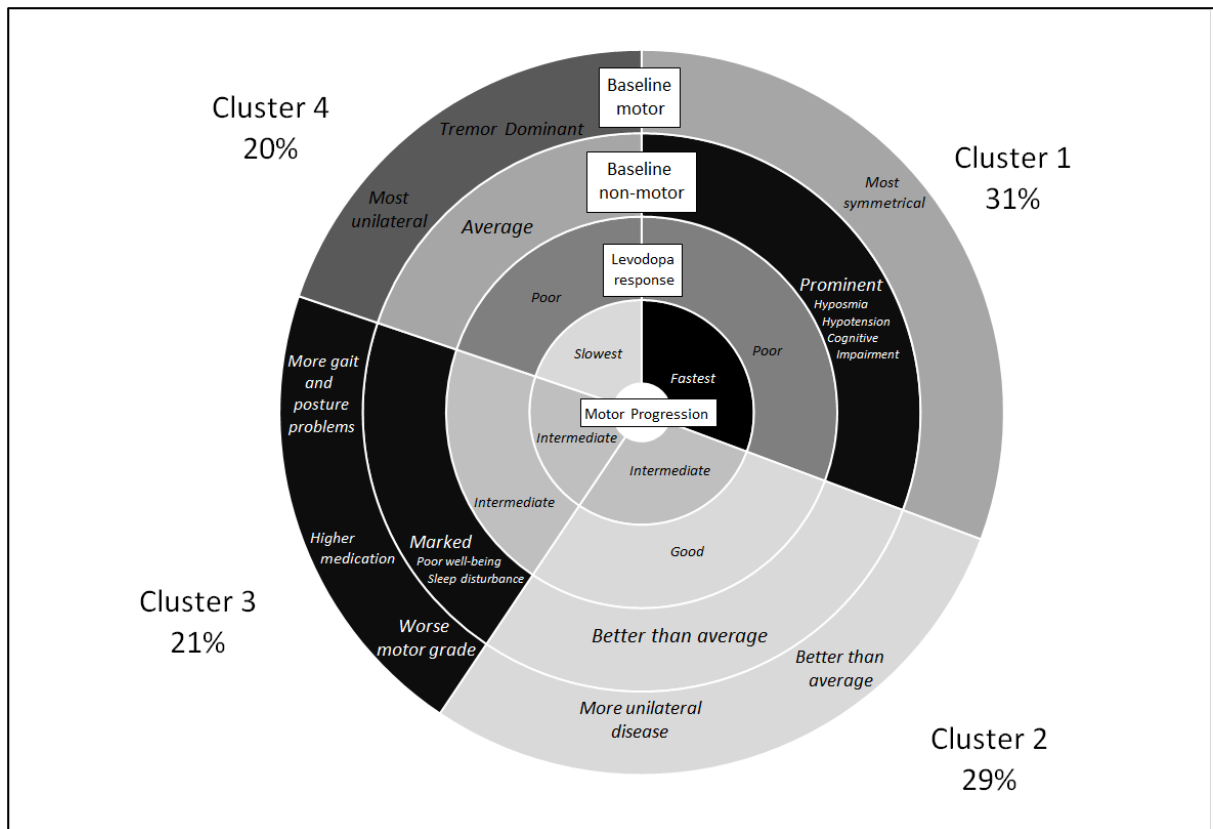 Cluster 4
20%
Cluster 1
31%
Cluster 3
21%
Cluster 2
29%
Baseline
motor
Baseline
non-motor
Levodopa
response
Motor Progression
Tremor Dominant
Most
unilateral
Average
Poor
Slowest
Most
symmetrical
Prominent
Hyposmia
Hypotension
Cognitive
Impairment
Poor
Fastest
More gait
and
posture
problems
Higher
medication
Worse
motor grade
Marked
Poor well-being
Sleep disturbance
Intermediate
Intermediate
Intermediate
Good
Better than average
Better than
average
More unilateral
disease